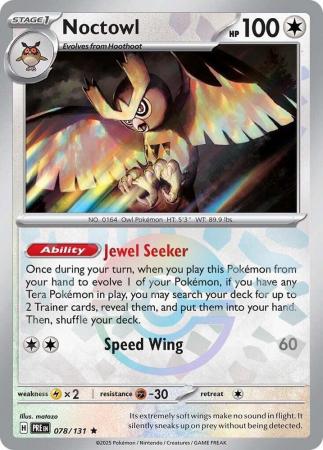 STAGE 1 Noctowl HP 100
Evolves from Hoothoot
NO. 0164 Owl Pokémon HT: 5'3" WT: 89.9 lbs.
Ability Jewel Seeker
Once during your turn, when you play this Pokémon from
your hand to evolve 1 of your Pokémon, if you have any
Tera Pokémon in play, you may search your deck for up to
2 Trainer cards, reveal them, and put them into your hand.
Then, shuffle your deck.
Speed Wing 60
weakness ×2 resistance -30 retreat
Illus. matazo
H PRE EN 078/131 ★
Its extremely soft wings make no sound in flight. It
silently sneaks up on prey without being detected.
©2025 Pokémon / Nintendo / Creatures / GAME FREAK